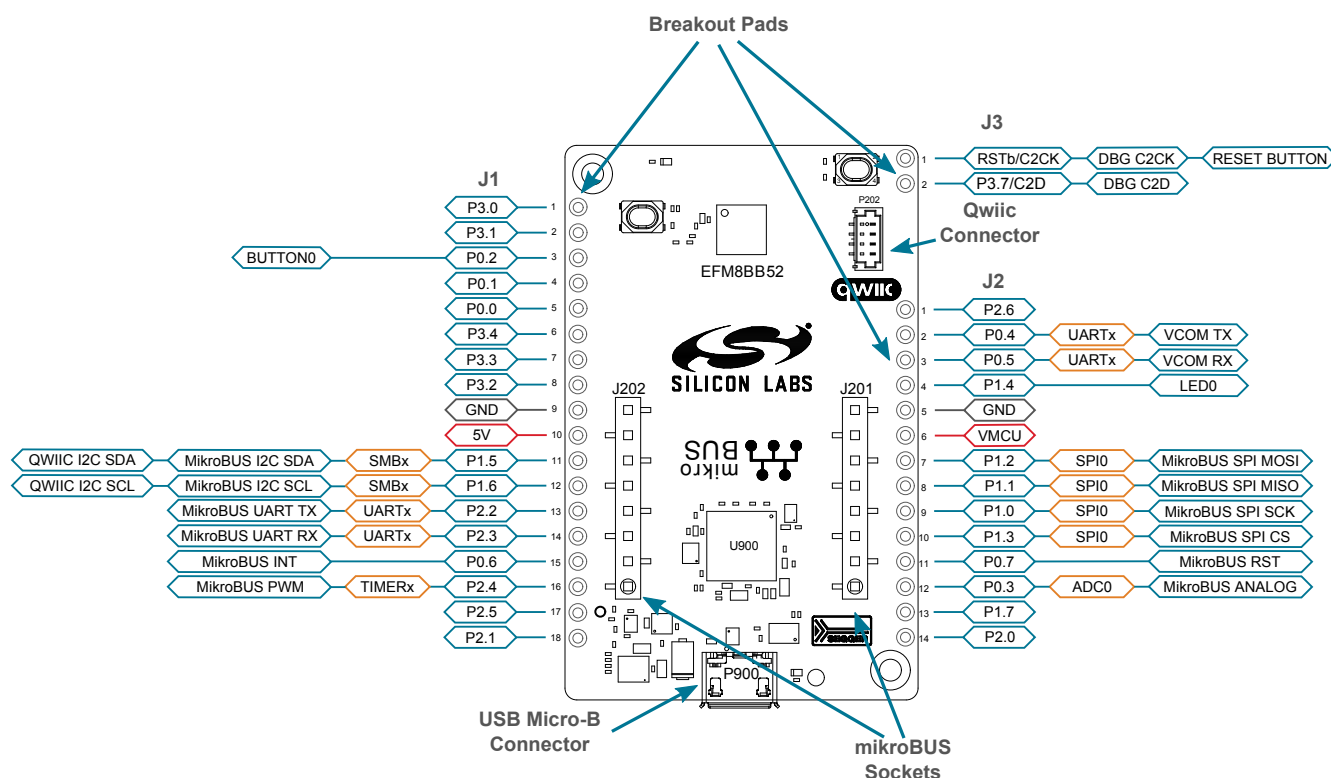 Breakout Pads
J3
1 RSTb/C2CK DBG C2CK RESET BUTTON
2 P3.7/C2D DBG C2D
P202
Qwiic
Connector
qwiic
J1
P3.0 1
P3.1 2
BUTTON0 P0.2 3
P0.1 4
P0.0 5
P3.4 6
P3.3 7
P3.2 8
GND 9
5V 10
QWIIC I2C SDA MikroBUS I2C SDA SMBx P1.5 11
QWIIC I2C SCL MikroBUS I2C SCL SMBx P1.6 12
MikroBUS UART TX UARTx P2.2 13
MikroBUS UART RX UARTx P2.3 14
MikroBUS INT P0.6 15
MikroBUS PWM TIMERx P2.4 16
P2.5 17
P2.1 18
EFM8BB52
SILICON LABS
J202
J201
mikro
BUS
U900
P900
J2
1 P2.6
2 P0.4 UARTx VCOM TX
3 P0.5 UARTx VCOM RX
4 P1.4 LED0
5 GND
6 VMCU
7 P1.2 SPI0 MikroBUS SPI MOSI
8 P1.1 SPI0 MikroBUS SPI MISO
9 P1.0 SPI0 MikroBUS SPI SCK
10 P1.3 SPI0 MikroBUS SPI CS
11 P0.7 MikroBUS RST
12 P0.3 ADC0 MikroBUS ANALOG
13 P1.7
14 P2.0
USB Micro-B
Connector
mikroBUS
Sockets